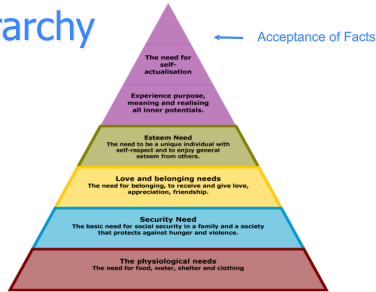 rarchy
Acceptance of Facts
The need for
self-
actualisation
Experience purpose,
meaning and realising
all inner potentials.
Esteem Need
The need to be a unique individual with
self-respect and to enjoy general
esteem from others.
Love and belonging needs
The need for belonging, to receive and give love,
appreciation, friendship.
Security Need
The basic need for social security in a family and a society
that protects against hunger and violence.
The physiological needs
The need for food, water, shelter and clothing